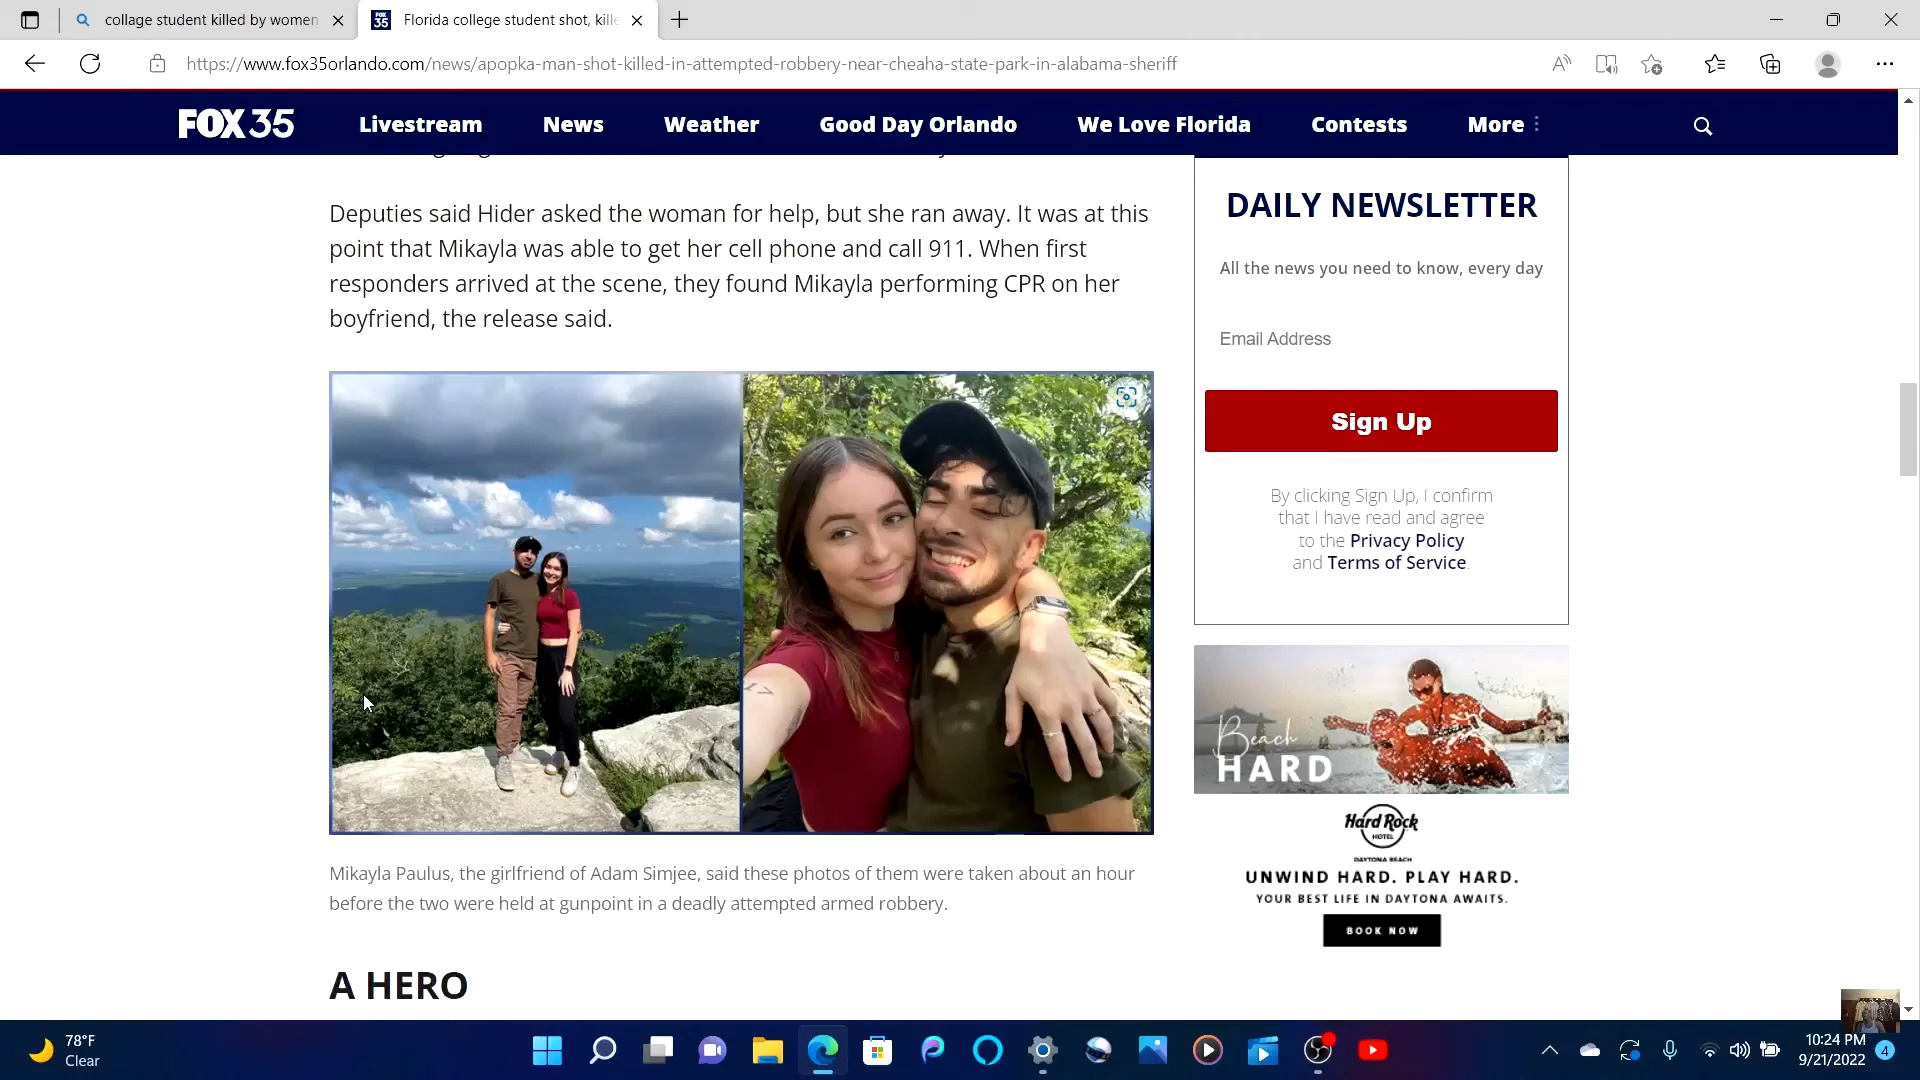 collage student killed by women
Florida college student shot, kille
https://www.fox35orlando.com/news/apopka-man-shot-killed-in-attempted-robbery-near-cheaha-state-park-in-alabama-sheriff
FOX 35 Livestream News Weather Good Day Orlando We Love Florida Contests More
Deputies said Hider asked the woman for help, but she ran away. It was at this
point that Mikayla was able to get her cell phone and call 911. When first
responders arrived at the scene, they found Mikayla performing CPR on her
boyfriend, the release said.
Mikayla Paulus, the girlfriend of Adam Simjee, said these photos of them were taken about an hour
before the two were held at gunpoint in a deadly attempted armed robbery.
A HERO
DAILY NEWSLETTER
All the news you need to know, every day
Email Address
Sign Up
By clicking Sign Up, I confirm
that I have read and agree
to the Privacy Policy
and Terms of Service.
Beach
HARD
Hard Rock
HOTEL
DAYTONA BEACH
UNWIND HARD. PLAY HARD.
YOUR BEST LIFE IN DAYTONA AWAITS.
BOOK NOW
78°F
Clear
10:24 PM
9/21/2022
4